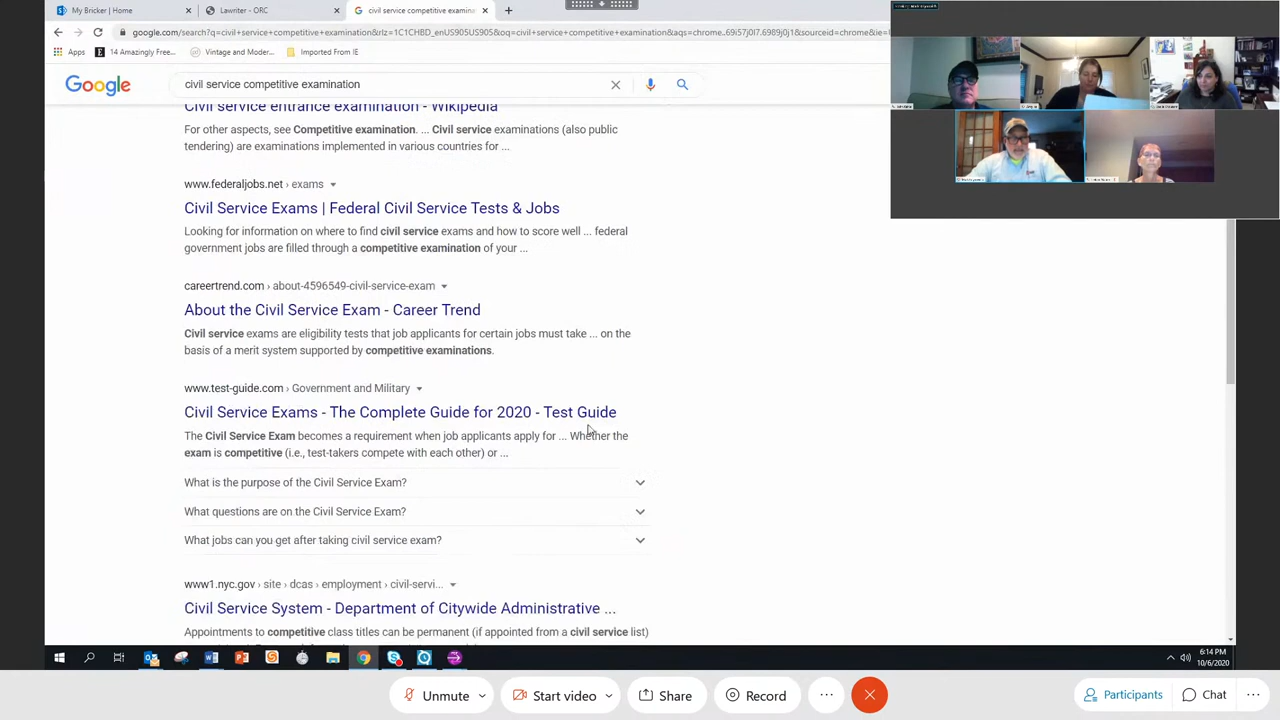 My Bricker | Home
Lawriter - ORC
civil service competitive examina
google.com/search?q=civil+service+competitive+examination&rlz=1C1CHBD_enUS905US905&oq=civil+service+competitive+examination&aqs=chrome..69i57j0l7.6989j0j1&sourceid=chrome&ie=
Apps
14 Amazingly Free...
Vintage and Moder...
Imported From IE
Google
civil service competitive examination
Civil service entrance examination - Wikipedia
For other aspects, see Competitive examination. ... Civil service examinations (also public
tendering) are examinations implemented in various countries for ...
www.federaljobs.net › exams
Civil Service Exams | Federal Civil Service Tests & Jobs
Looking for information on where to find civil service exams and how to score well ... federal
government jobs are filled through a competitive examination of your ...
careertrend.com › about-4596549-civil-service-exam
About the Civil Service Exam - Career Trend
Civil service exams are eligibility tests that job applicants for certain jobs must take ... on the
basis of a merit system supported by competitive examinations.
www.test-guide.com › Government and Military
Civil Service Exams - The Complete Guide for 2020 - Test Guide
The Civil Service Exam becomes a requirement when job applicants apply for ... Whether the
exam is competitive (i.e., test-takers compete with each other) or ...
What is the purpose of the Civil Service Exam?
What questions are on the Civil Service Exam?
What jobs can you get after taking civil service exam?
www1.nyc.gov › site › dcas › employment › civil-servi...
Civil Service System - Department of Citywide Administrative ...
Appointments to competitive class titles can be permanent (if appointed from a civil service list)
6:14 PM
10/6/2020
Unmute
Start video
Share
Record
Participants
Chat